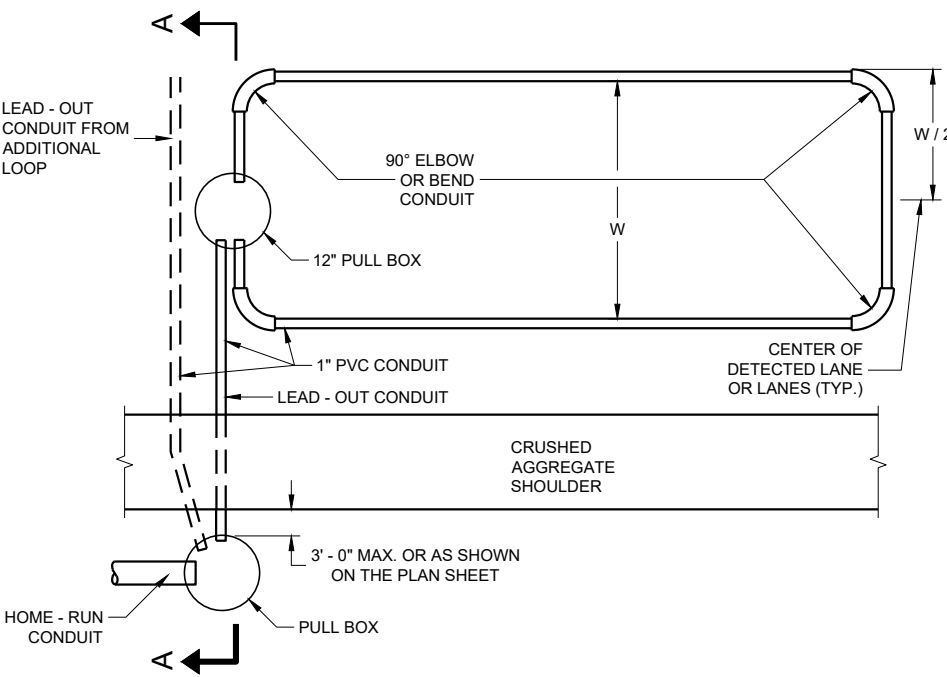 A
LEAD - OUT
CONDUIT FROM
ADDITIONAL
LOOP
90° ELBOW
OR BEND
CONDUIT
W
W / 2
12" PULL BOX
1" PVC CONDUIT
LEAD - OUT CONDUIT
CENTER OF
DETECTED LANE
OR LANES (TYP.)
CRUSHED
AGGREGATE
SHOULDER
3' - 0" MAX. OR AS SHOWN
ON THE PLAN SHEET
HOME - RUN
CONDUIT
PULL BOX
A